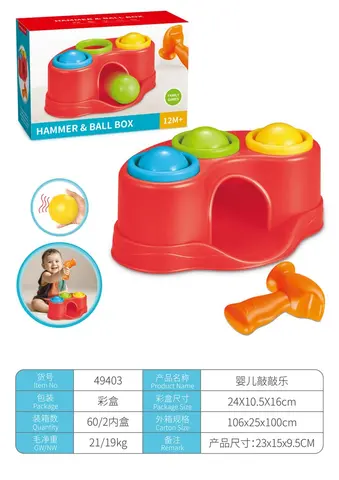 HAMMER & BALL BOX
HAMMER & BALL BOX
12M+
货号 49403 产品名称 婴儿敲敲乐
Item No. Product Name
包装 彩盒 彩盒尺寸 24X10.5X16cm
Package Package Size
装箱数 60/2内盒 外箱规格 106x25x100cm
Quantity Carton Size
毛净重 21/19kg 备注 产品尺寸:23x15x9.5CM
GW/NW Remark